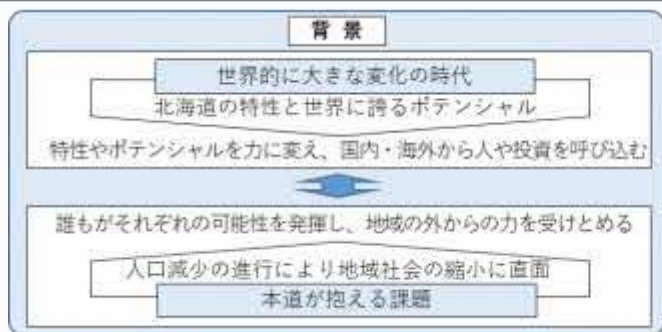 背 景
世界的に大きな変化の時代
北海道の特性と世界に誇るポテンシャル
特性やポテンシャルを力に変え、国内・海外から人や投資を呼び込む
誰もがそれぞれの可能性を発揮し、地域の外からの力を受けとめる
人口減少の進行により地域社会の縮小に直面
本道が抱える課題